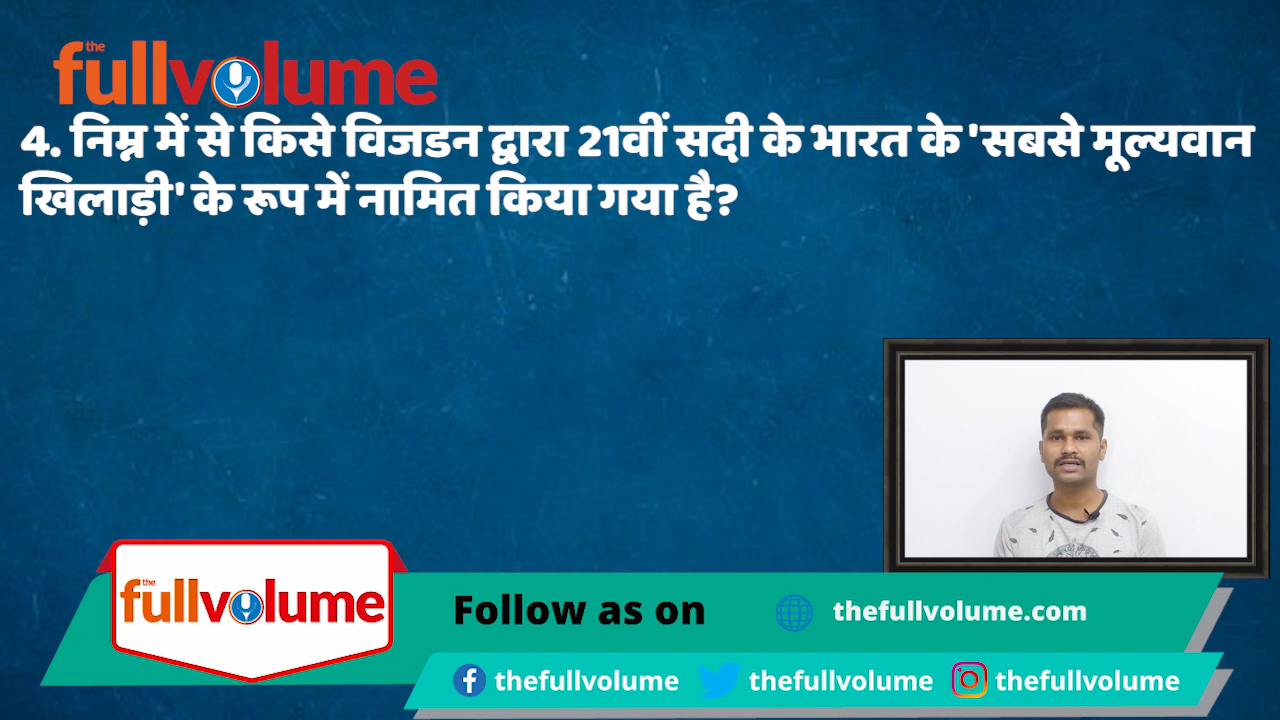 the
fullvolume
4. निम्न में से किसे विजडन द्वारा 21वीं सदी के भारत के 'सबसे मूल्यवान
खिलाड़ी' के रूप में नामित किया गया है?
the
fullvolume
Follow as on
thefullvolume.com
thefullvolume
thefullvolume
thefullvolume